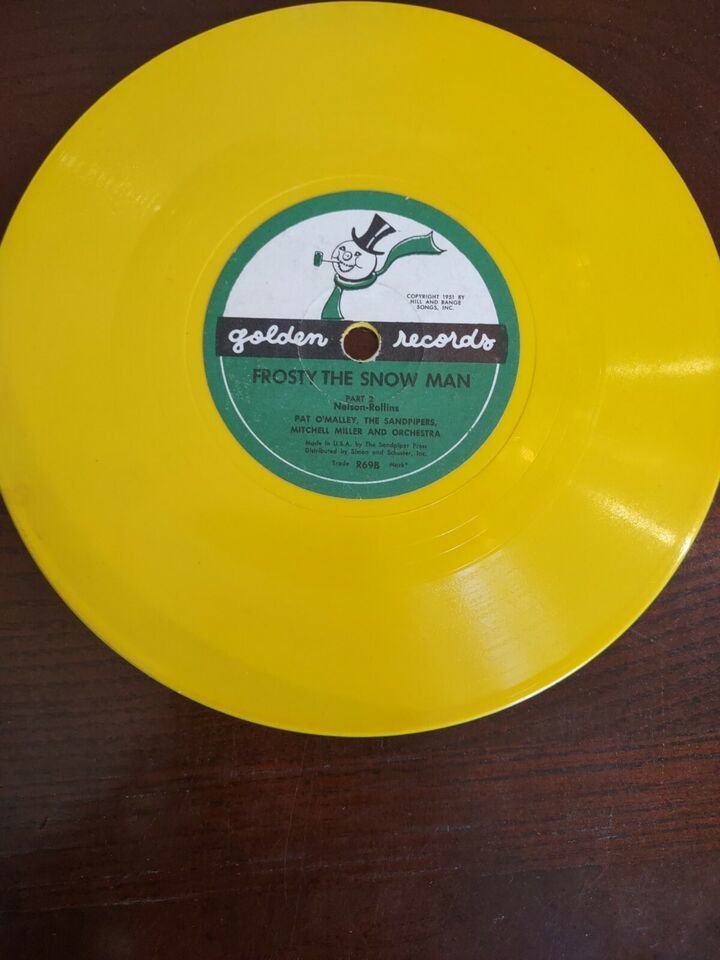 COPYRIGHT 1951 BY
HILL AND RANGE
SONGS, INC.
golden records
FROSTY THE SNOW MAN
PART 2
Nelson-Rollins
PAT O'MALLEY, THE SANDPIPERS,
MITCHELL MILLER AND ORCHESTRA
Made in U.S.A. by The Sandpiper Press
Distributed by Simon and Schuster, Inc.
Trade R69B Mark*